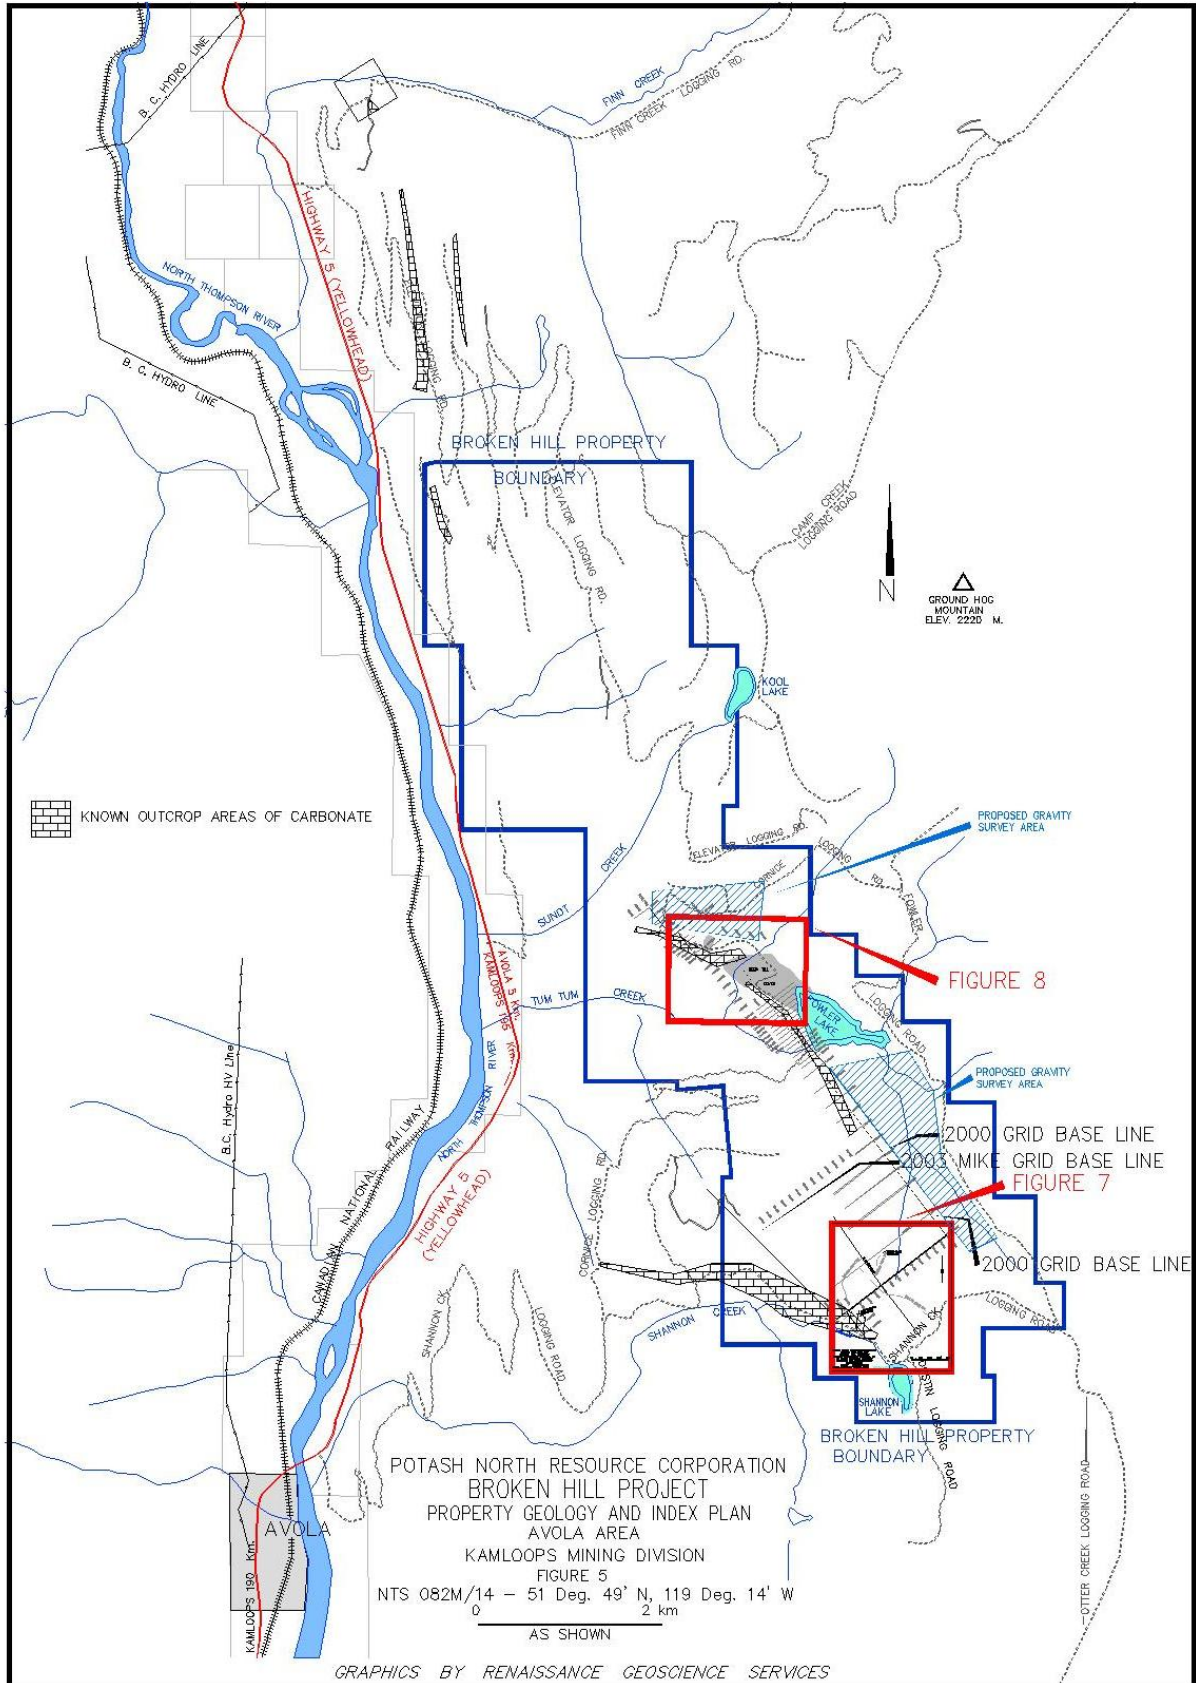 B. C. HYDRO LINE
FINN CREEK
FINN CREEK LOGGING RD.
HIGHWAY 5 (YELLOWHEAD)
NORTH THOMPSON RIVER
B. C. HYDRO LINE
LOGGING RD.
BROKEN HILL PROPERTY
BOUNDARY
ELEVATOR LOGGING RD.
CAMP CREEK
LOGGING ROAD
N
GROUND HOG
MOUNTAIN
ELEV. 2220 M.
KOOL
LAKE
KNOWN OUTCROP AREAS OF CARBONATE
PROPOSED GRAVITY
SURVEY AREA
ELEVATOR LOGGING RD.
CORNICE
LOGGING
RD.
FOWLER
SUNDT
CREEK
FIGURE 8
AVOLA 5 Km.
KAMLOOPS 195 Km.
TUM TUM
CREEK
FOWLER
LAKE
LOGGING ROAD
PROPOSED GRAVITY
SURVEY AREA
B.C. Hydro HV Line
CANADIAN NATIONAL RAILWAY
NORTH THOMPSON RIVER
HIGHWAY 5
(YELLOWHEAD)
2000 GRID BASE LINE
2003 MIKE GRID BASE LINE
FIGURE 7
CORNICE LOGGING RD.
2000 GRID BASE LINE
SHANNON CK
LOGGING ROAD
SHANNON CREEK
SHANNON CK
LOGGING ROAD
SHANNON
LAKE
LOGGING ROAD
BROKEN HILL PROPERTY
BOUNDARY
OTTER CREEK LOGGING ROAD
AVOLA
KAMLOOPS 190 Km.
POTASH NORTH RESOURCE CORPORATION
BROKEN HILL PROJECT
PROPERTY GEOLOGY AND INDEX PLAN
AVOLA AREA
KAMLOOPS MINING DIVISION
FIGURE 5
NTS 082M/14 – 51 Deg. 49' N, 119 Deg. 14' W
0 2 km
AS SHOWN
GRAPHICS BY RENAISSANCE GEOSCIENCE SERVICES